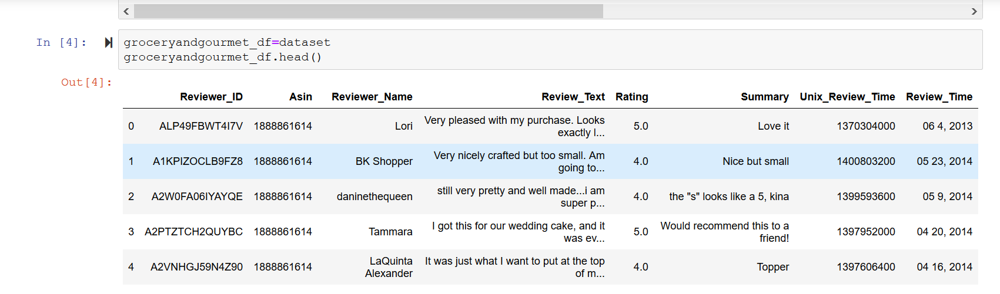 In [4]:
groceryandgourmet_df=dataset
groceryandgourmet_df.head()
Out[4]:
Reviewer_ID Asin Reviewer_Name Review_Text Rating Summary Unix_Review_Time Review_Time
0 ALP49FBWT4I7V 1888861614 Lori Very pleased with my purchase. Looks exactly l... 5.0 Love it 1370304000 06 4, 2013
1 A1KPIZOCLB9FZ8 1888861614 BK Shopper Very nicely crafted but too small. Am going to... 4.0 Nice but small 1400803200 05 23, 2014
2 A2W0FA06IYAYQE 1888861614 daninethequeen still very pretty and well made...i am super p... 4.0 the "s" looks like a 5, kina 1399593600 05 9, 2014
3 A2PTZTCH2QUYBC 1888861614 Tammara I got this for our wedding cake, and it was ev... 5.0 Would recommend this to a friend! 1397952000 04 20, 2014
4 A2VNHGJ59N4Z90 1888861614 LaQuinta Alexander It was just what I want to put at the top of m... 4.0 Topper 1397606400 04 16, 2014